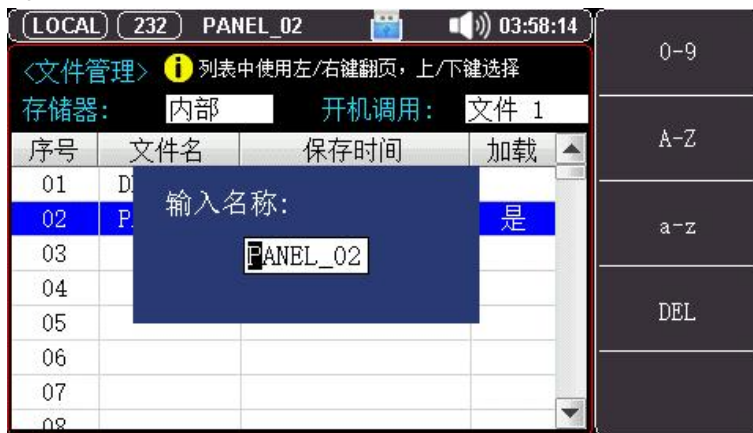 LOCAL 232 PANEL_02 03:58:14
<文件管理> 列表中使用左/右键翻页，上/下键选择
存储器： 内部 开机调用： 文件 1
序号 文件名 保存时间 加载
01 D
02 P 是
03
04
05
06
07
08
输入名称：
PANEL_02
0-9
A-Z
a-z
DEL